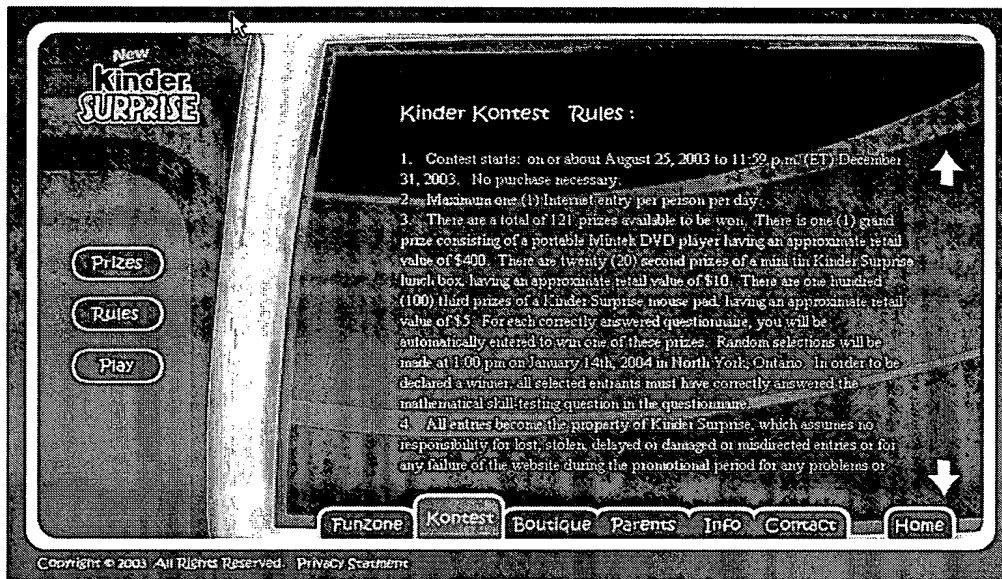 New
Kinder
SURPRISE
Prizes
Rules
Play
Kinder Kontest Rules :
1. Contest starts: on or about August 25, 2003 to 11:59 p.m. (ET) December
31, 2003. No purchase necessary.
2. Maximum one (1) Internet entry per person per day.
3. There are a total of 121 prizes available to be won. There is one (1) grand
prize consisting of a portable Mintek DVD player having an approximate retail
value of $400. There are twenty (20) second prizes of a mini tin Kinder Surprise
lunch box, having an approximate retail value of $10. There are one hundred
(100) third prizes of a Kinder Surprise mouse pad, having an approximate retail
value of $5. For each correctly answered questionnaire, you will be
automatically entered to win one of these prizes. Random selections will be
made at 1:00 pm on January 14th, 2004 in North York, Ontario. In order to be
declared a winner, all selected entrants must have correctly answered the
mathematical skill-testing question in the questionnaire.
4. All entries become the property of Kinder Surprise, which assumes no
responsibility for lost, stolen, delayed or damaged or misdirected entries or for
any failure of the website during the promotional period for any problems or
Funzone Kontest Boutique Parents Info Contact Home
Copyright © 2003 All Rights Reserved. Privacy Statment